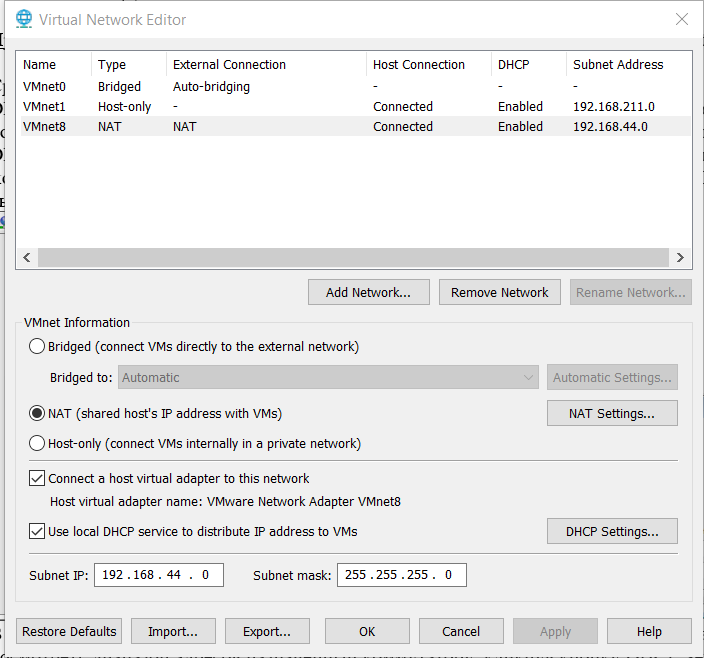 Virtual Network Editor
Name Type External Connection Host Connection DHCP Subnet Address
VMnet0 Bridged Auto-bridging - - -
VMnet1 Host-only - Connected Enabled 192.168.211.0
VMnet8 NAT NAT Connected Enabled 192.168.44.0
Add Network... Remove Network Rename Network...
VMnet Information
Bridged (connect VMs directly to the external network)
Bridged to: Automatic Automatic Settings...
NAT (shared host's IP address with VMs) NAT Settings...
Host-only (connect VMs internally in a private network)
Connect a host virtual adapter to this network
Host virtual adapter name: VMware Network Adapter VMnet8
Use local DHCP service to distribute IP address to VMs DHCP Settings...
Subnet IP: 192 . 168 . 44 . 0 Subnet mask: 255 . 255 . 255 . 0
Restore Defaults Import... Export... OK Cancel Apply Help